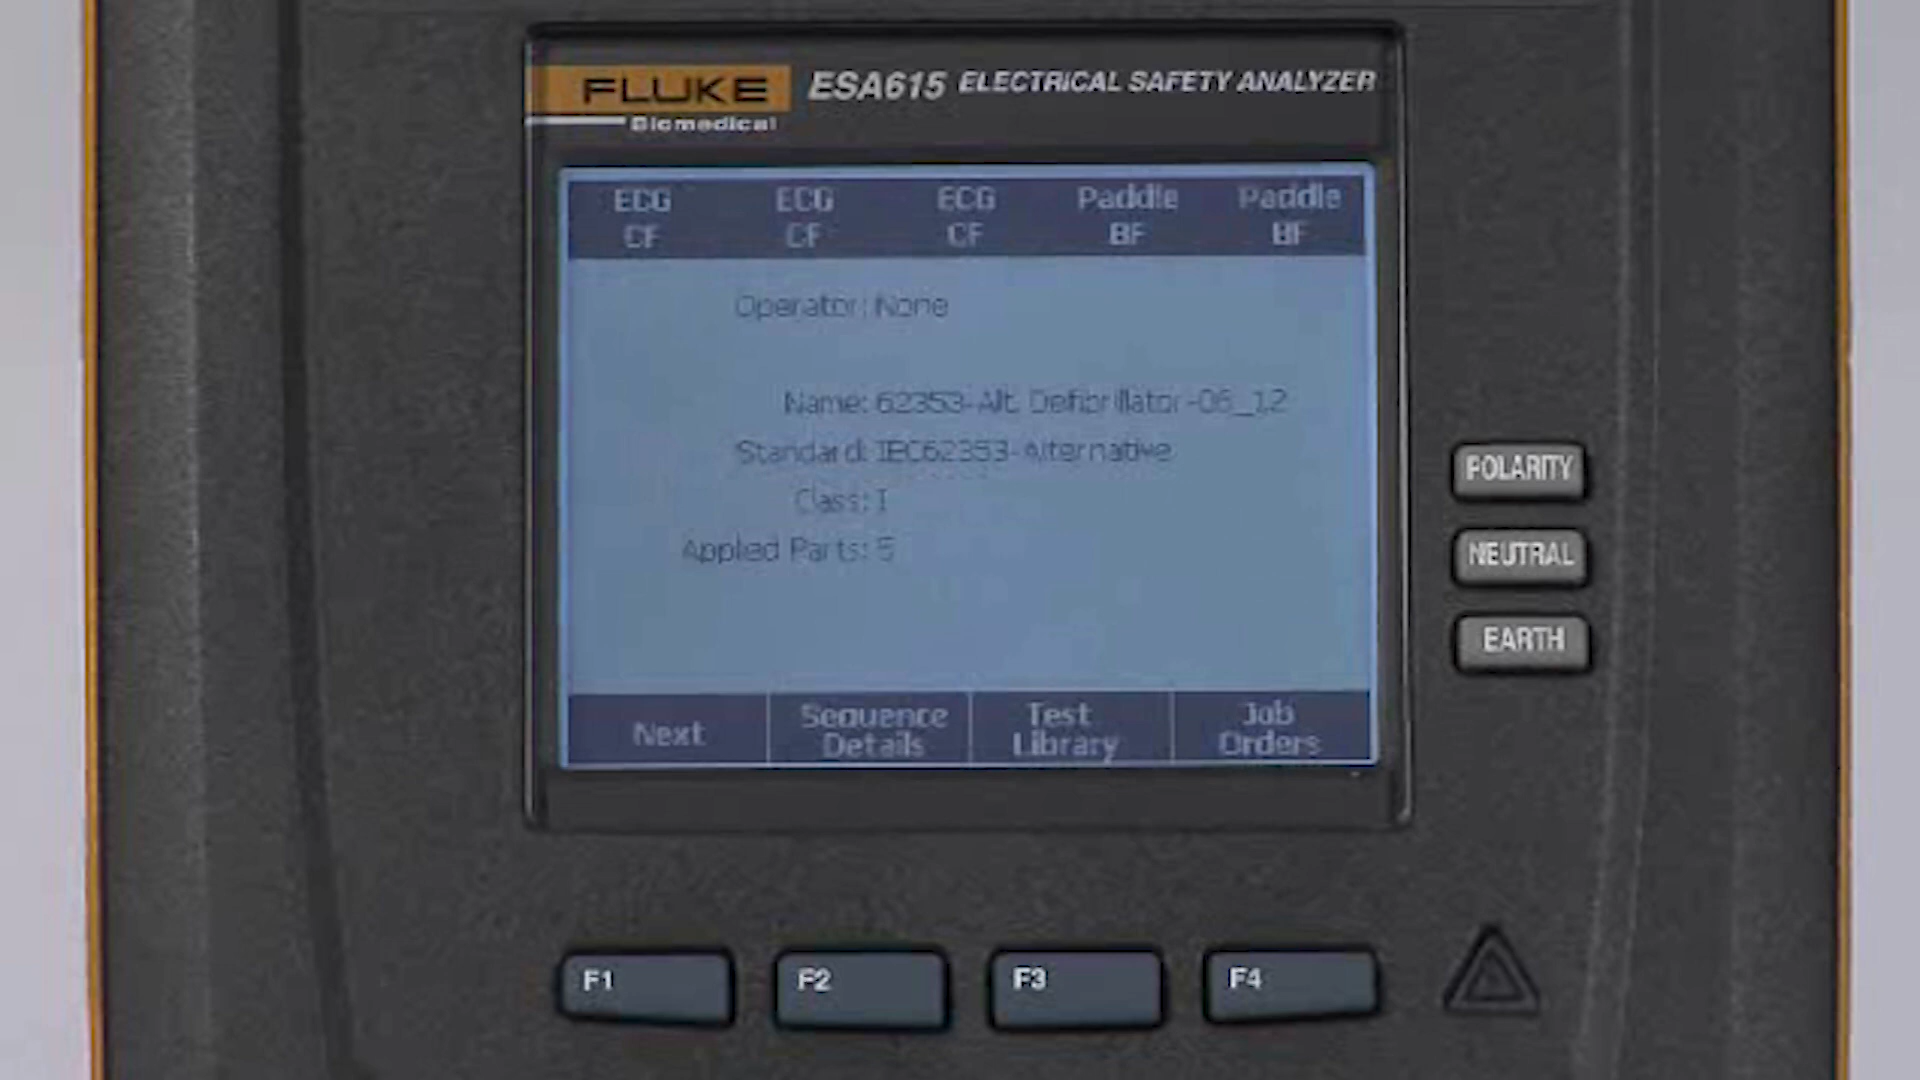 FLUKE
Biomedical
ESA615 ELECTRICAL SAFETY ANALYZER
ECG ECG ECG Paddle Paddle
CF CF CF BF BF
Operator: None
Name: 62353-Alt. Defibrillator-06_12
Standard: IEC62353-Alternative
Class: I
Applied Parts: 5
Next
Sequence
Details
Test
Library
Job
Orders
POLARITY
NEUTRAL
EARTH
F1 F2 F3 F4